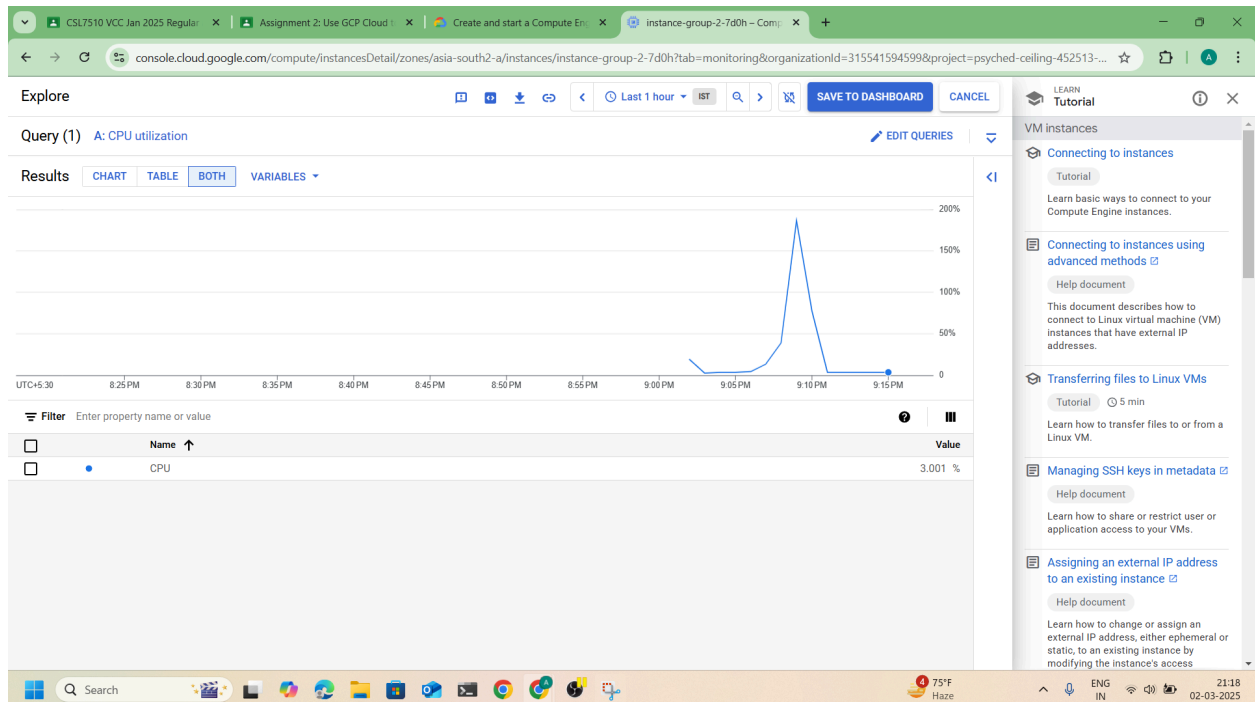 CSL7510 VCC Jan 2025 Regular
Assignment 2: Use GCP Cloud t
Create and start a Compute Eng
instance-group-2-7d0h – Comp
console.cloud.google.com/compute/instancesDetail/zones/asia-south2-a/instances/instance-group-2-7d0h?tab=monitoring&organizationId=315541594599&project=psyched-ceiling-452513-...
A
Explore
Last 1 hour
IST
SAVE TO DASHBOARD
CANCEL
Query (1) A: CPU utilization
EDIT QUERIES
Results
CHART
TABLE
BOTH
VARIABLES
200%
150%
100%
50%
0
UTC+5:30
8:25 PM
8:30 PM
8:35 PM
8:40 PM
8:45 PM
8:50 PM
8:55 PM
9:00 PM
9:05 PM
9:10 PM
9:15 PM
Filter Enter property name or value
Name
Value
CPU
3.001 %
LEARN
Tutorial
VM instances
Connecting to instances
Tutorial
Learn basic ways to connect to your
Compute Engine instances.
Connecting to instances using
advanced methods
Help document
This document describes how to
connect to Linux virtual machine (VM)
instances that have external IP
addresses.
Transferring files to Linux VMs
Tutorial
5 min
Learn how to transfer files to or from a
Linux VM.
Managing SSH keys in metadata
Help document
Learn how to share or restrict user or
application access to your VMs.
Assigning an external IP address
to an existing instance
Help document
Learn how to change or assign an
external IP address, either ephemeral or
static, to an existing instance by
modifying the instance's access
Search
4
75°F
Haze
ENG
IN
21:18
02-03-2025